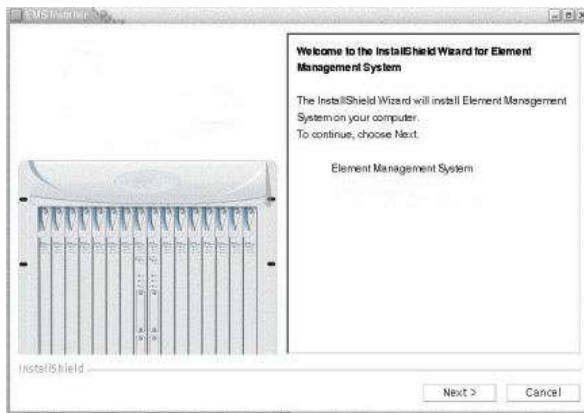 EMS Installer
Welcome to the InstallShield Wizard for Element
Management System
The InstallShield Wizard will install Element Management
System on your computer.
To continue, choose Next.
Element Management System
InstallShield
Next >
Cancel